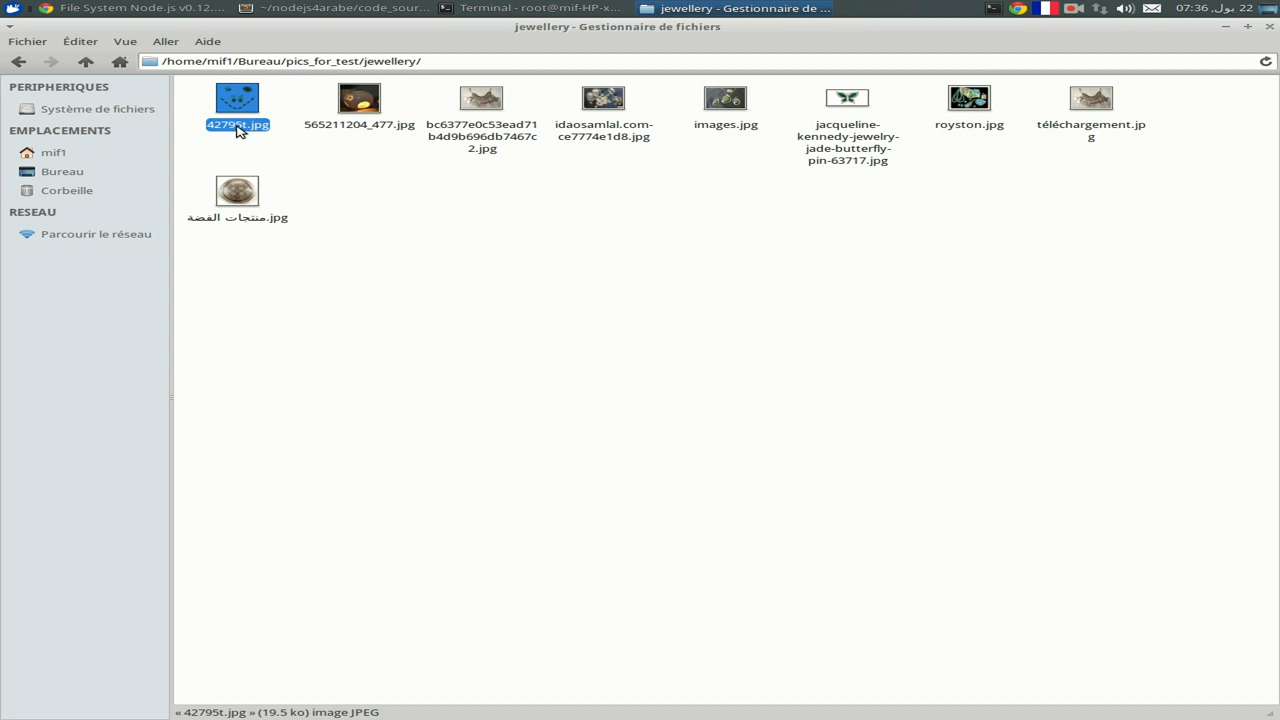 File System Node.js v0.12....
~/nodejs4arabe/code_sour...
Terminal - root@mif-HP-x...
jewellery - Gestionnaire de ...
22 يول, 07:36
jewellery - Gestionnaire de fichiers
Fichier Éditer Vue Aller Aide
/home/mif1/Bureau/pics_for_test/jewellery/
PERIPHERIQUES
Système de fichiers
EMPLACEMENTS
mif1
Bureau
Corbeille
RESEAU
Parcourir le réseau
42795t.jpg
565211204_477.jpg
bc6377e0c53ead71
b4d9b696db7467c
2.jpg
idaosamlal.com-
ce7774e1d8.jpg
images.jpg
jacqueline-
kennedy-jewelry-
jade-butterfly-
pin-63717.jpg
royston.jpg
téléchargement.jp
g
منتجات الفضة.jpg
« 42795t.jpg » (19.5 ko) image JPEG